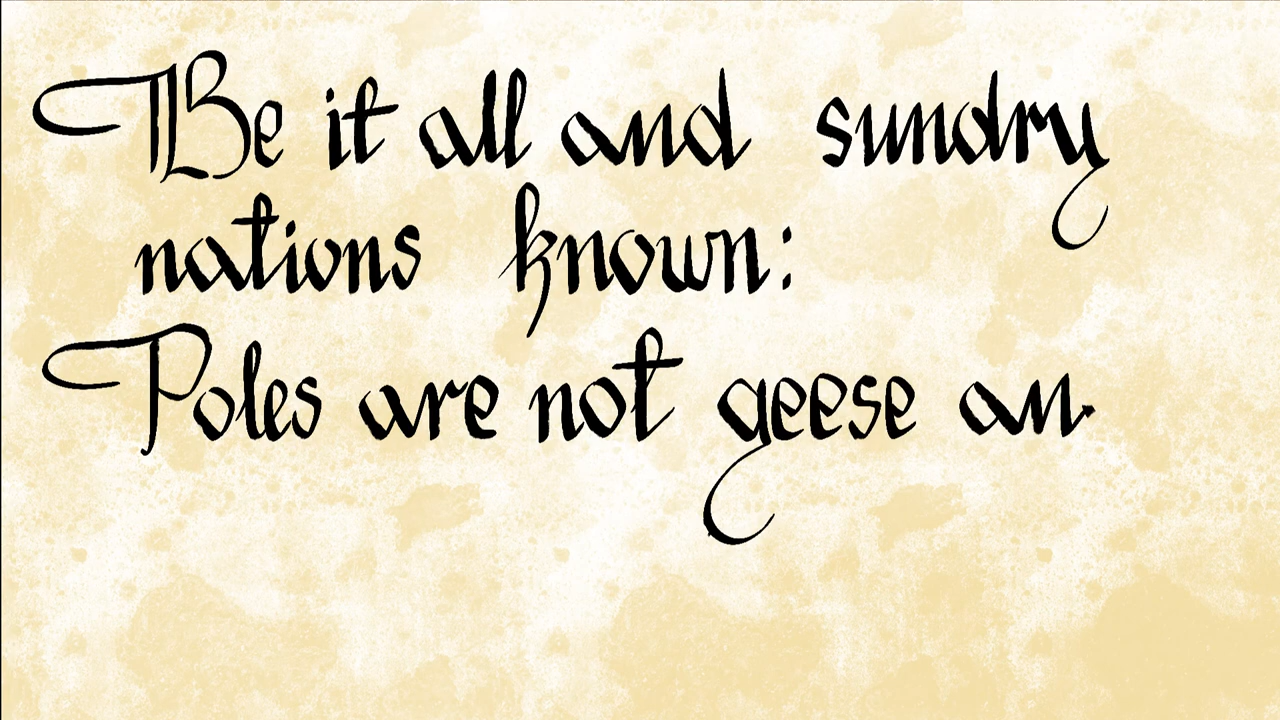 Be it all and sundry
nations known:
Poles are not geese an